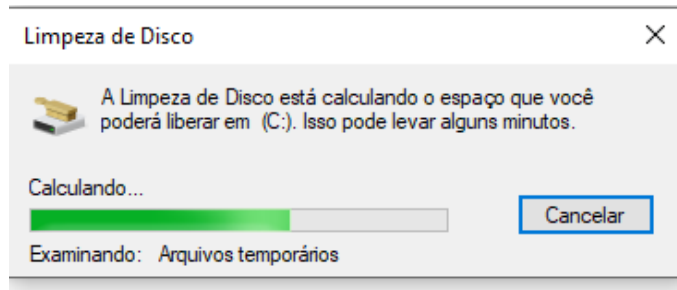 Limpeza de Disco
A Limpeza de Disco está calculando o espaço que você
poderá liberar em  (C:). Isso pode levar alguns minutos.
Calculando...
Cancelar
Examinando:   Arquivos temporários